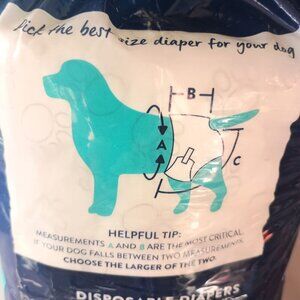 Pick the best size diaper for your dog
B
A
C
HELPFUL TIP:
MEASUREMENTS A AND B ARE THE MOST CRITICAL
IF YOUR DOG FALLS BETWEEN TWO MEASUREMENTS,
CHOOSE THE LARGER OF THE TWO.
DISPOSABLE DIAPERS